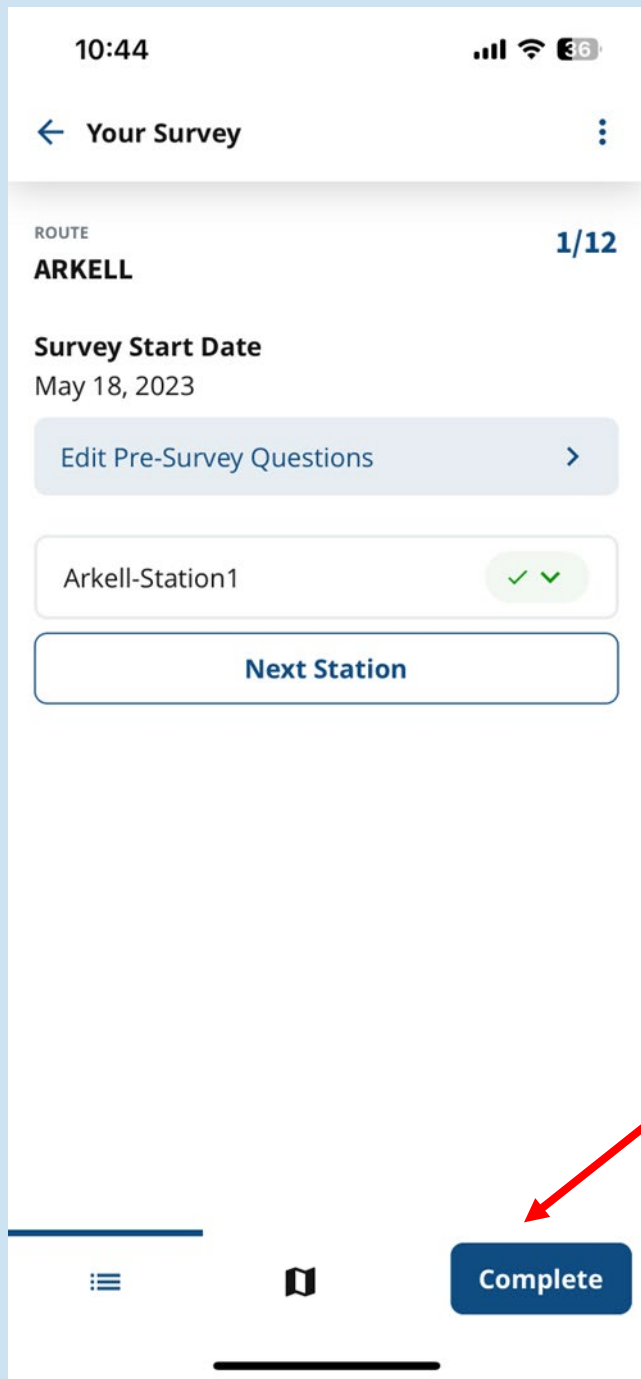 10:44
36
Your Survey
ROUTE
1/12
ARKELL
Survey Start Date
May 18, 2023
Edit Pre-Survey Questions
Arkell-Station1
Next Station
Complete